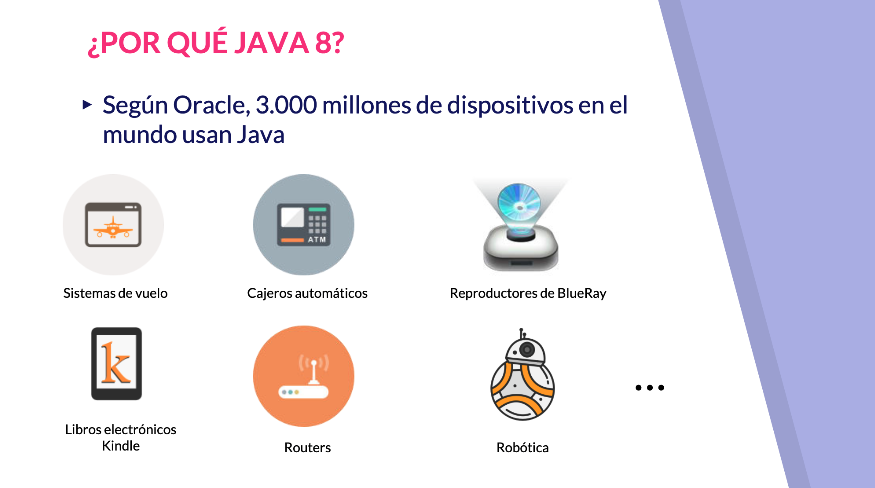 ¿POR QUÉ JAVA 8?
Según Oracle, 3.000 millones de dispositivos en el
mundo usan Java
ATM
Sistemas de vuelo
Cajeros automáticos
Reproductores de BlueRay
k
Libros electrónicos
Kindle
Routers
Robótica
...